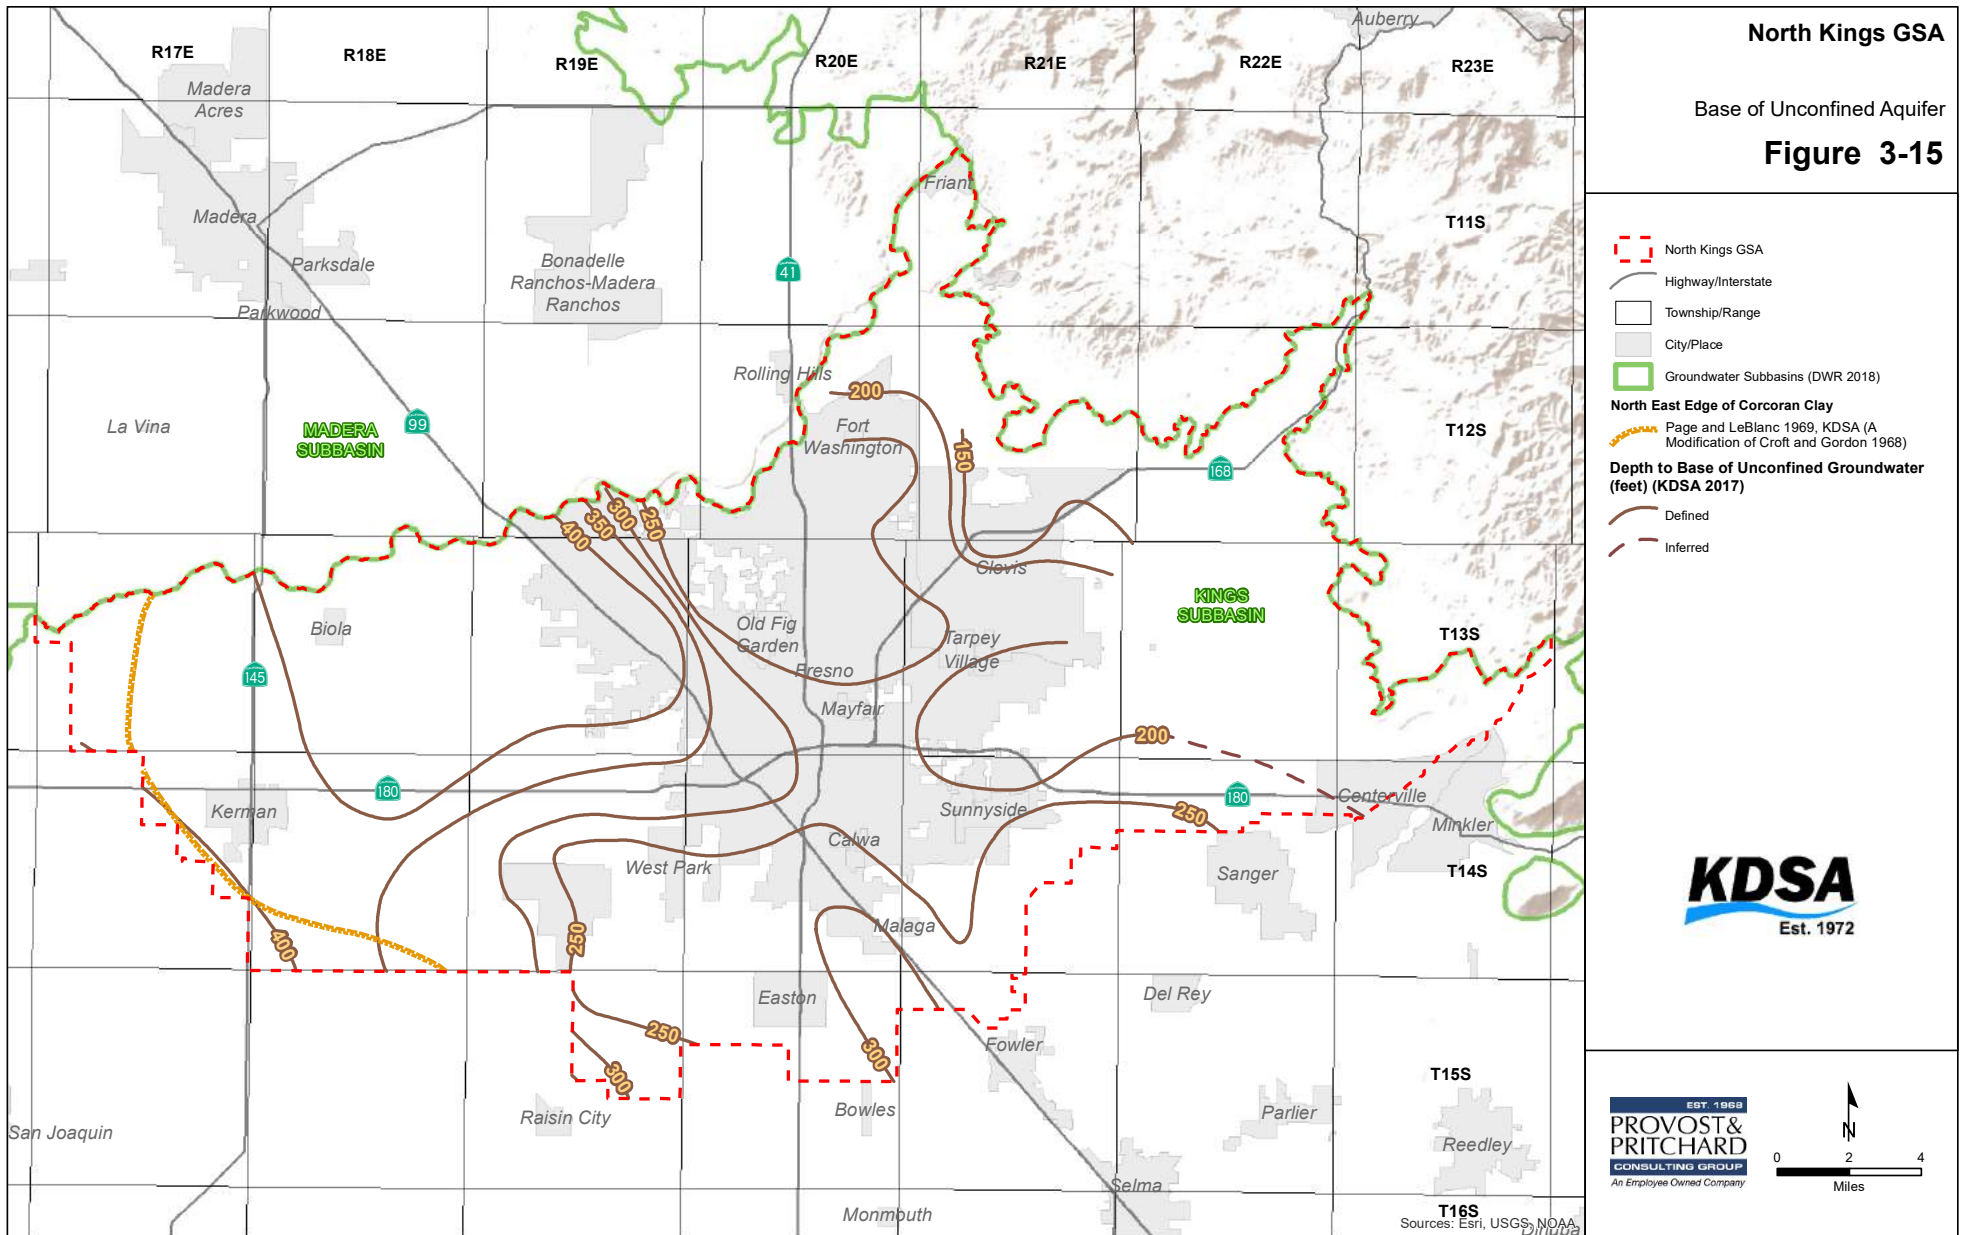 North Kings GSA
Base of Unconfined Aquifer
Figure 3-15
North Kings GSA
Highway/Interstate
Township/Range
City/Place
Groundwater Subbasins (DWR 2018)
North East Edge of Corcoran Clay
Page and LeBlanc 1969, KDSA (A
Modification of Croft and Gordon 1968)
Depth to Base of Unconfined Groundwater
(feet) (KDSA 2017)
Defined
Inferred
KDSA
Est. 1972
EST. 1968
PROVOST&
PRITCHARD
CONSULTING GROUP
An Employee Owned Company
N
0 2 4
Miles
R17E
R18E
R19E
R20E
R21E
R22E
R23E
Auberry
Madera
Acres
Madera
Parksdale
Parkwood
Bonadelle
Ranchos-Madera
Ranchos
Friant
T11S
41
Rolling Hills
La Vina
MADERA
SUBBASIN
99
200
Fort
Washington
150
168
T12S
400
350
300
250
Clovis
KINGS
SUBBASIN
Biola
Old Fig
Garden
Tarpey
Village
T13S
Fresno
145
Mayfair
200
180
Kerman
Sunnyside
180
250
Centerville
Minkler
Calwa
West Park
Sanger
T14S
Malaga
400
250
Easton
Del Rey
250
Fowler
300
300
T15S
Raisin City
Bowles
Parlier
San Joaquin
Reedley
Selma
Monmouth
T16S
Sources: Esri, USGS, NOAA
Dinuba